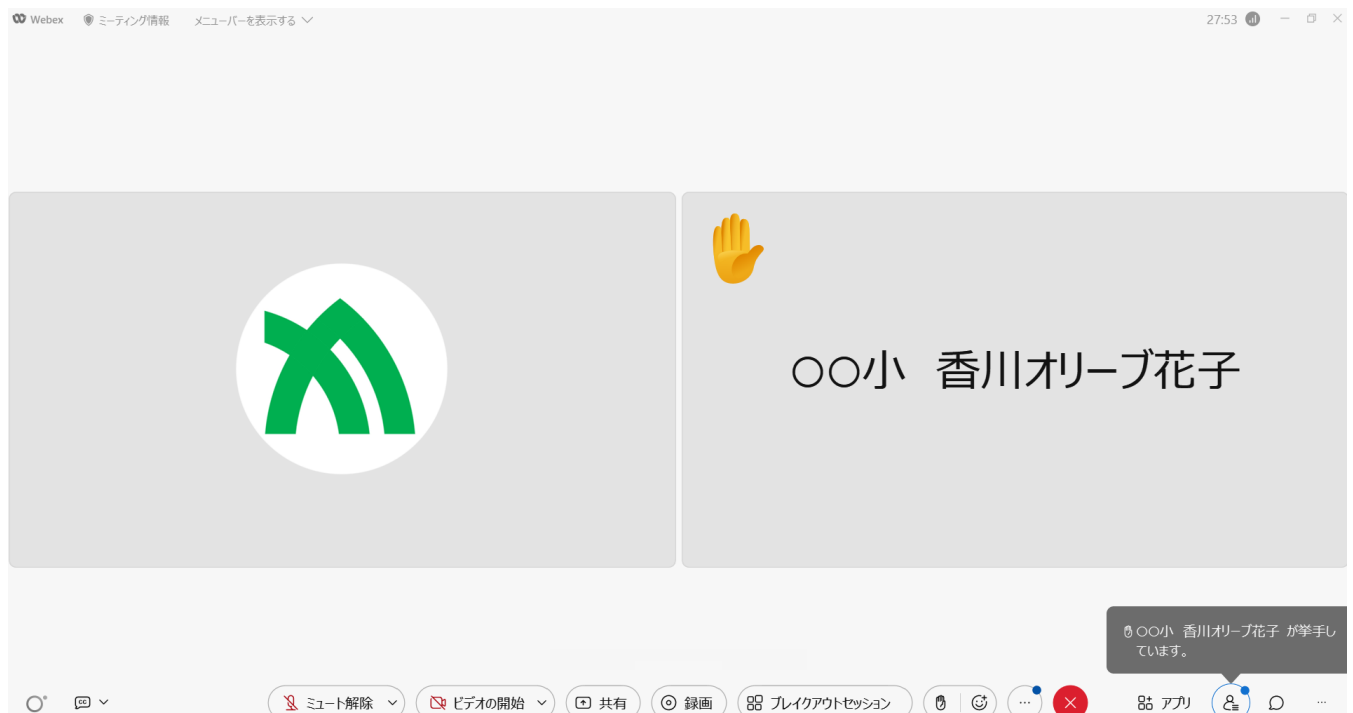 Webex ミーティング情報 メニューバーを表示する 27:53
○○小 香川オリーブ花子
○○小 香川オリーブ花子 が挙手し
ています。
CC ミュート解除 ビデオの開始 共有 録画 ブレイクアウトセッション アプリ